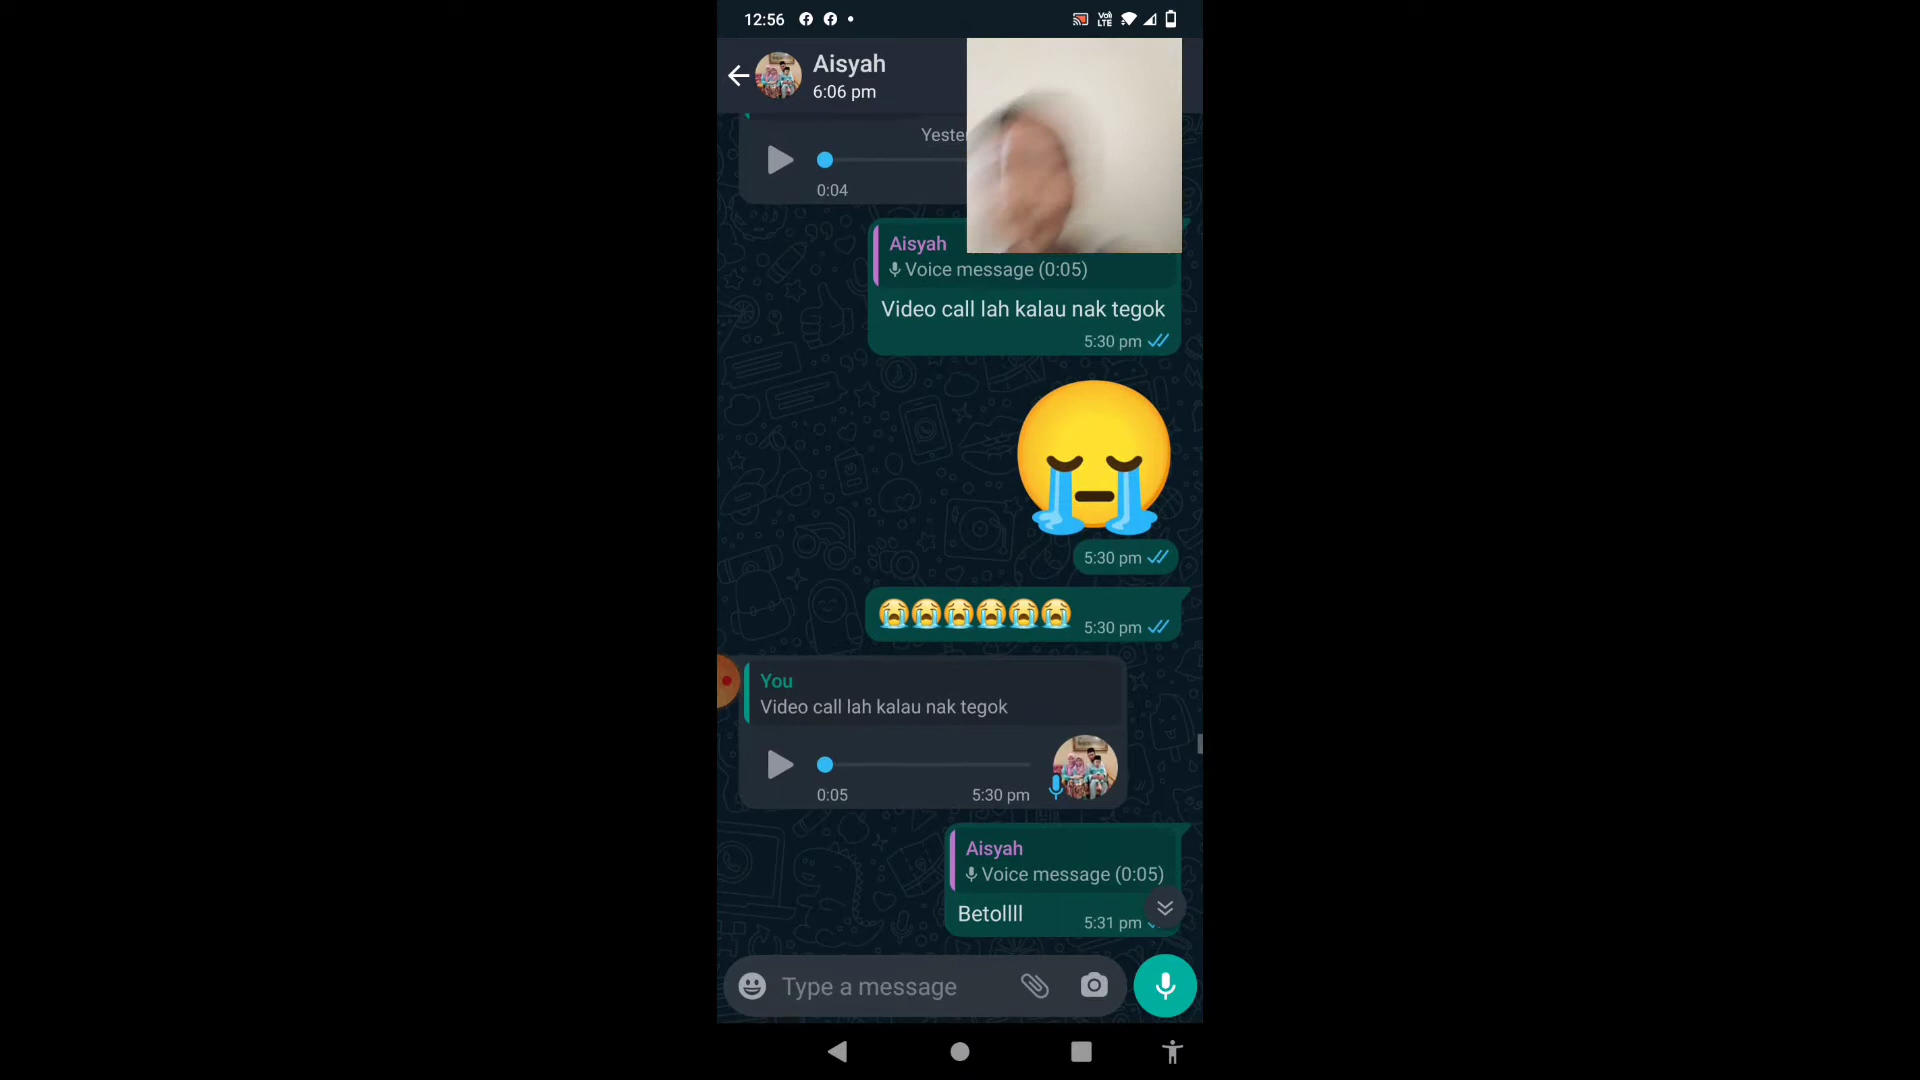 12:56
Vo) LTE
Aisyah
6:06 pm
0:04
Aisyah
Voice message (0:05)
Video call lah kalau nak tegok
5:30 pm
5:30 pm
5:30 pm
You
Video call lah kalau nak tegok
0:05 5:30 pm
Aisyah
Voice message (0:05)
Betollll
5:31 pm
Type a message